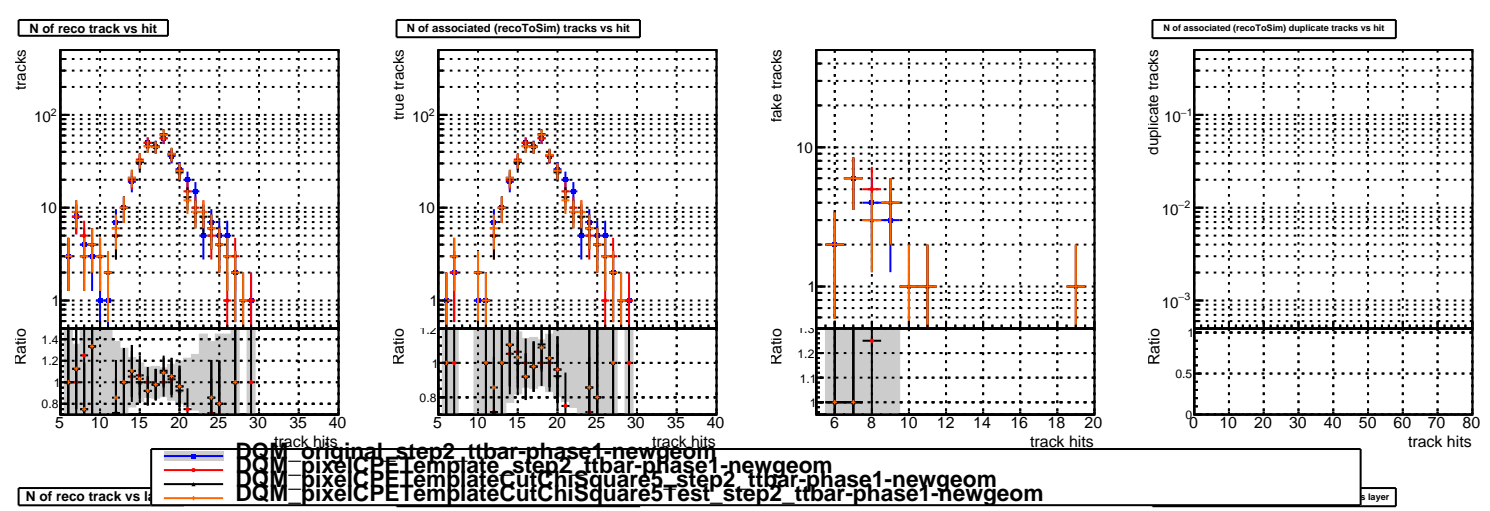 N of reco track vs hit
N of associated (recoToSim) tracks vs hit
N of associated (recoToSim) duplicate tracks vs hit
tracks
10²
10
1
Ratio
1.4
1.2
1
0.8
5 10 15 20 25 30 35 40
track hits
true tracks
10²
10
1
Ratio
1.2
1
0.8
5 10 15 20 25 30 35 40
track hits
fake tracks
10
1
Ratio
1.3
1.2
1.1
1
6 8 10 12 14 16 18 20
track hits
duplicate tracks
10⁻¹
10⁻²
10⁻³
Ratio
1
0.5
0
0 10 20 30 40 50 60 70 80
track hits
DQM_original_step2_ttbar-phase1-newgeom
DQM_pixelCPETemplate_step2_ttbar-phase1-newgeom
DQM_pixelCPETemplateCutChiSquare5_step2_ttbar-phase1-newgeom
DQM_pixelCPETemplateCutChiSquare5Test_step2_ttbar-phase1-newgeom
N of reco track vs la
s layer